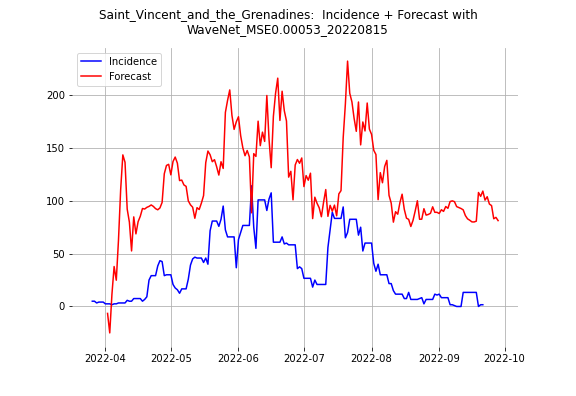 Saint_Vincent_and_the_Grenadines:  Incidence + Forecast with
WaveNet_MSE0.00053_20220815
Incidence
Forecast
200
150
100
50
0
2022-04 2022-05 2022-06 2022-07 2022-08 2022-09 2022-10